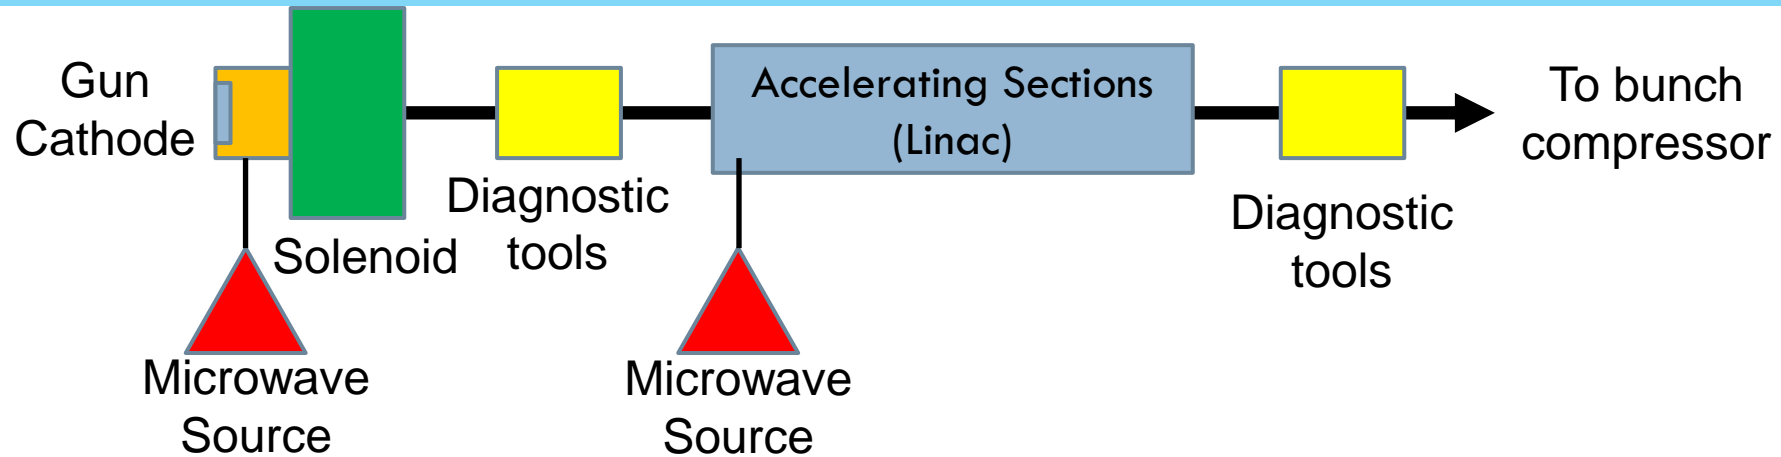 Gun
Cathode
Solenoid
Microwave
Source
Diagnostic
tools
Accelerating Sections
(Linac)
Microwave
Source
Diagnostic
tools
To bunch
compressor